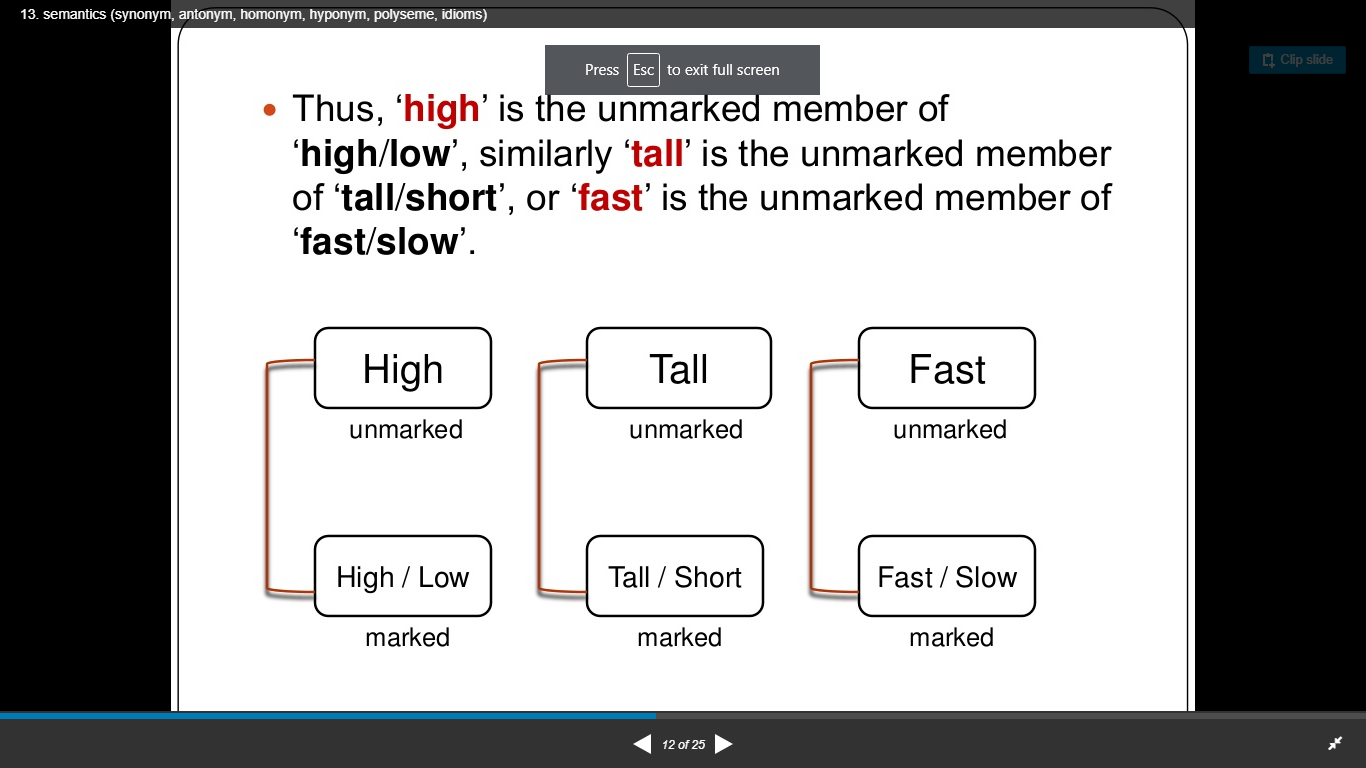 13. semantics (synonym, antonym, homonym, hyponym, polyseme, idioms)
Press Esc to exit full screen
Clip slide
• Thus, ‘high’ is the unmarked member of
‘high/low’, similarly ‘tall’ is the unmarked member
of ‘tall/short’, or ‘fast’ is the unmarked member of
‘fast/slow’.
High
unmarked
Tall
unmarked
Fast
unmarked
High / Low
marked
Tall / Short
marked
Fast / Slow
marked
12 of 25